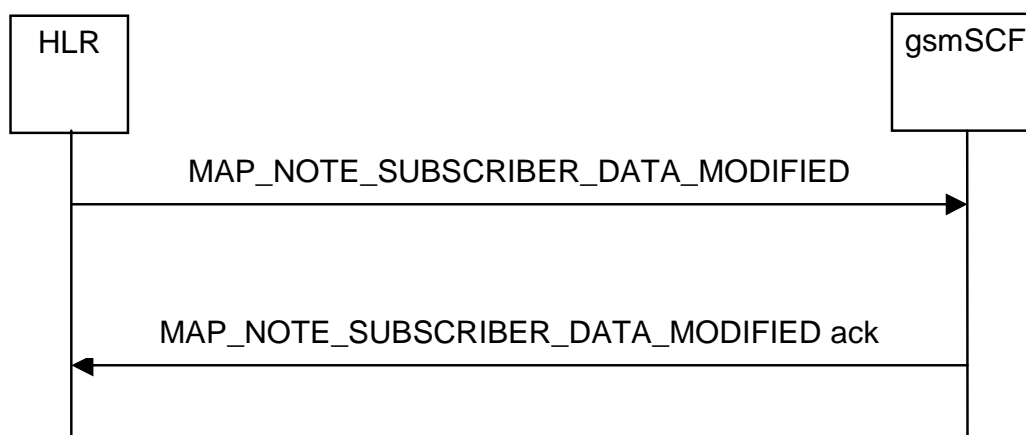 HLR
gsmSCF
MAP_NOTE_SUBSCRIBER_DATA_MODIFIED
MAP_NOTE_SUBSCRIBER_DATA_MODIFIED ack